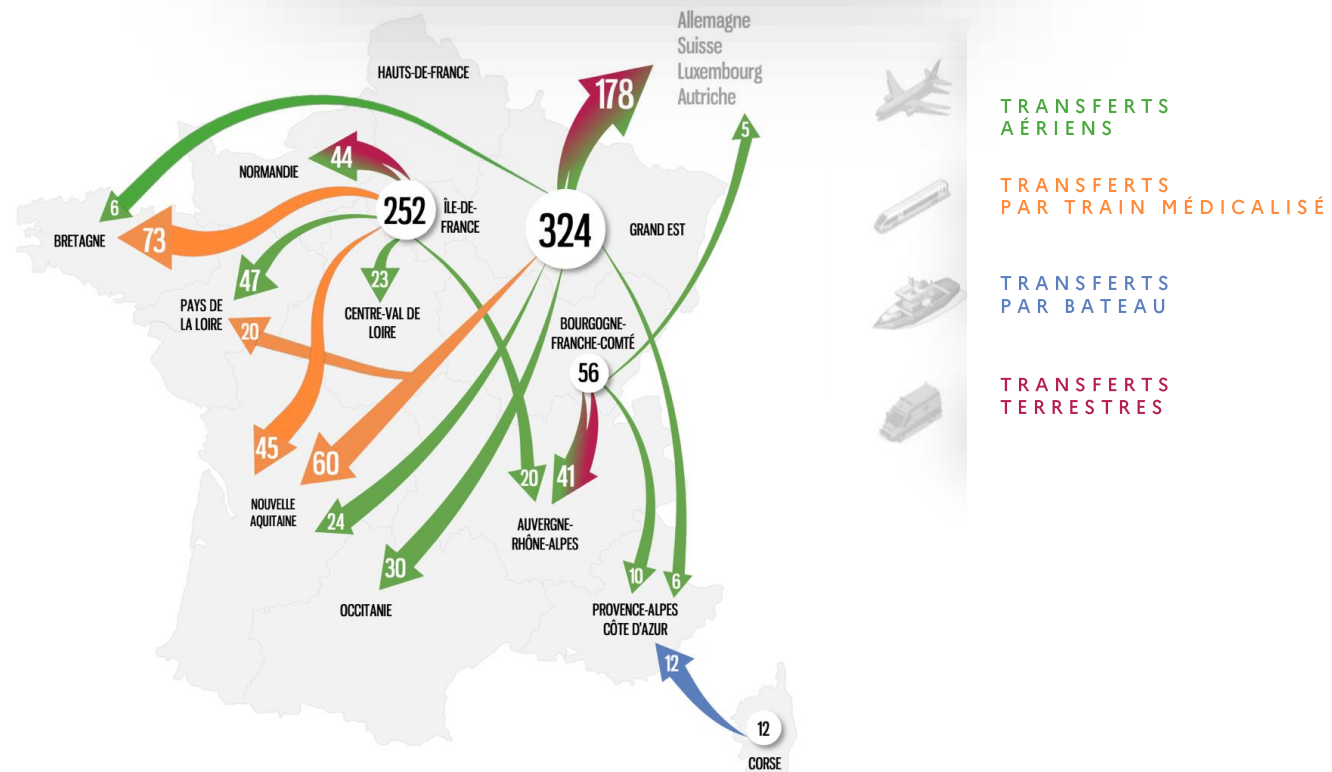 Allemagne
Suisse
Luxembourg
Autriche
HAUTS-DE-FRANCE
178
5
TRANSFERTS
AÉRIENS
44
NORMANDIE
TRANSFERTS
PAR TRAIN MÉDICALISÉ
6
252
ÎLE-DE-
FRANCE
324
GRAND EST
BRETAGNE
73
47
23
TRANSFERTS
PAR BATEAU
PAYS DE
LA LOIRE
20
CENTRE-VAL DE
LOIRE
BOURGOGNE-
FRANCHE-COMTÉ
56
TRANSFERTS
TERRESTRES
45
60
20
41
NOUVELLE
AQUITAINE
24
AUVERGNE-
RHÔNE-ALPES
30
10
6
OCCITANIE
PROVENCE-ALPES
CÔTE D'AZUR
12
12
CORSE